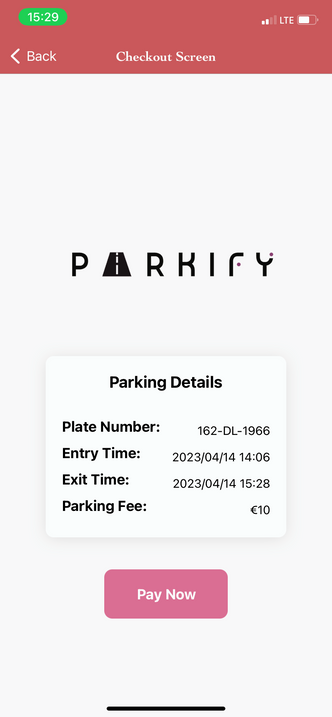 15:29
LTE
Back
Checkout Screen
PARKIFY
Parking Details
Plate Number: 162-DL-1966
Entry Time: 2023/04/14 14:06
Exit Time: 2023/04/14 15:28
Parking Fee: €10
Pay Now